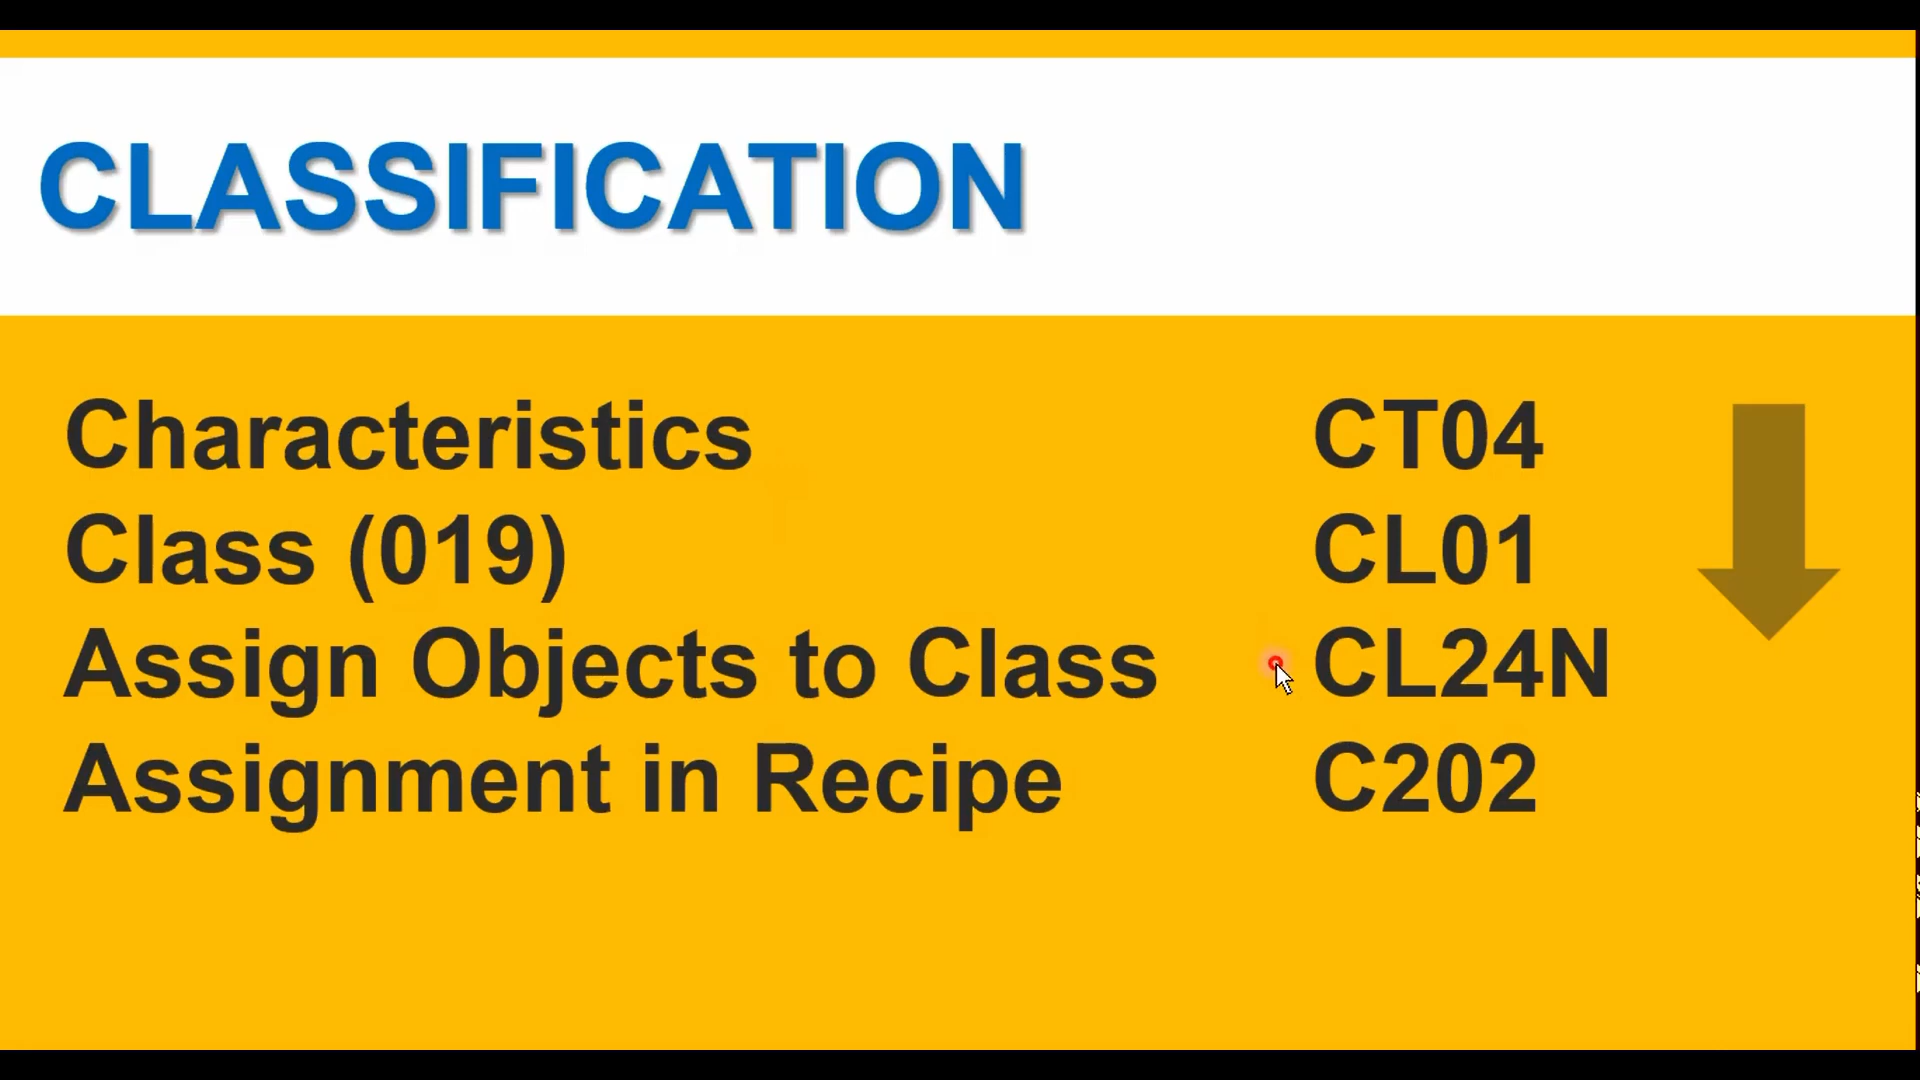 CLASSIFICATION
Characteristics CT04
Class (019) CL01
Assign Objects to Class CL24N
Assignment in Recipe C202